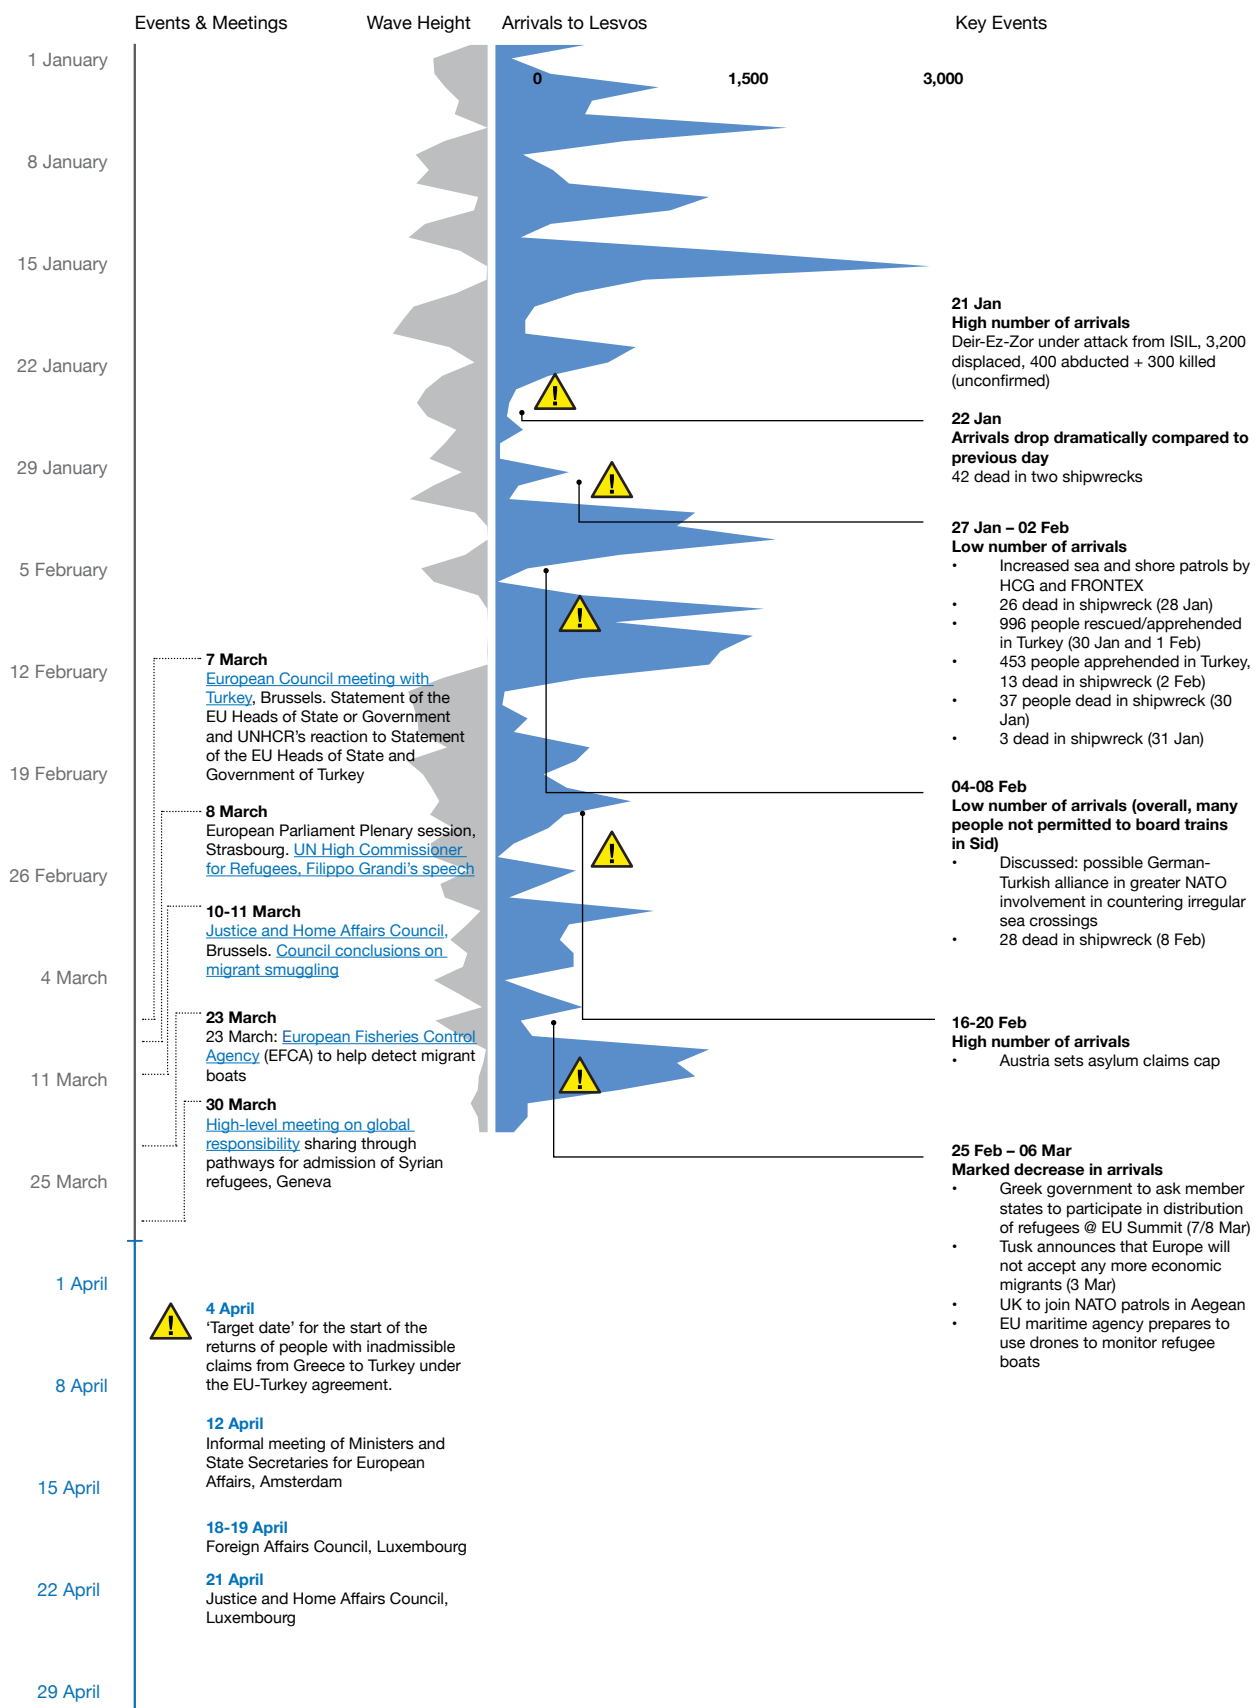 Events & Meetings
Wave Height
Arrivals to Lesvos
Key Events
0
1,500
3,000
1 January
8 January
15 January
22 January
29 January
5 February
12 February
19 February
26 February
4 March
11 March
25 March
1 April
8 April
15 April
22 April
29 April
7 March
European Council meeting with
Turkey, Brussels. Statement of the
EU Heads of State or Government
and UNHCR’s reaction to Statement
of the EU Heads of State and
Government of Turkey
8 March
European Parliament Plenary session,
Strasbourg. UN High Commissioner
for Refugees, Filippo Grandi’s speech
10-11 March
Justice and Home Affairs Council,
Brussels. Council conclusions on
migrant smuggling
23 March
23 March: European Fisheries Control
Agency (EFCA) to help detect migrant
boats
30 March
High-level meeting on global
responsibility sharing through
pathways for admission of Syrian
refugees, Geneva
4 April
‘Target date’ for the start of the
returns of people with inadmissible
claims from Greece to Turkey under
the EU-Turkey agreement.
12 April
Informal meeting of Ministers and
State Secretaries for European
Affairs, Amsterdam
18-19 April
Foreign Affairs Council, Luxembourg
21 April
Justice and Home Affairs Council,
Luxembourg
!
!
!
!
!
!
21 Jan
High number of arrivals
Deir-Ez-Zor under attack from ISIL, 3,200
displaced, 400 abducted + 300 killed
(unconfirmed)
22 Jan
Arrivals drop dramatically compared to
previous day
42 dead in two shipwrecks
27 Jan – 02 Feb
Low number of arrivals
• Increased sea and shore patrols by
HCG and FRONTEX
• 26 dead in shipwreck (28 Jan)
• 996 people rescued/apprehended
in Turkey (30 Jan and 1 Feb)
• 453 people apprehended in Turkey,
13 dead in shipwreck (2 Feb)
• 37 people dead in shipwreck (30
Jan)
• 3 dead in shipwreck (31 Jan)
04-08 Feb
Low number of arrivals (overall, many
people not permitted to board trains
in Sid)
• Discussed: possible German-
Turkish alliance in greater NATO
involvement in countering irregular
sea crossings
• 28 dead in shipwreck (8 Feb)
16-20 Feb
High number of arrivals
• Austria sets asylum claims cap
25 Feb – 06 Mar
Marked decrease in arrivals
• Greek government to ask member
states to participate in distribution
of refugees @ EU Summit (7/8 Mar)
• Tusk announces that Europe will
not accept any more economic
migrants (3 Mar)
• UK to join NATO patrols in Aegean
• EU maritime agency prepares to
use drones to monitor refugee
boats